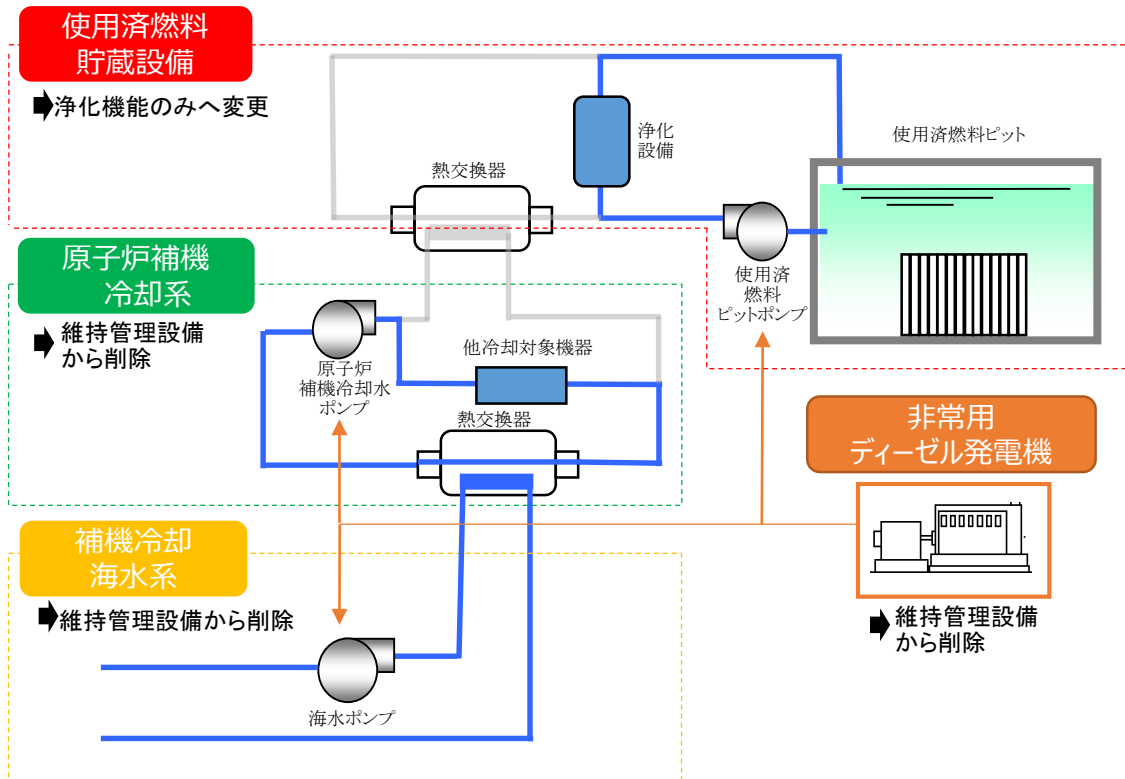 使用済燃料
貯蔵設備
➡浄化機能のみへ変更
浄化
設備
使用済燃料ピット
熱交換器
使用済
燃料
ピットポンプ
原子炉補機
冷却系
➡維持管理設備
から削除
原子炉
補機冷却水
ポンプ
他冷却対象機器
熱交換器
非常用
ディーゼル発電機
➡維持管理設備
から削除
補機冷却
海水系
➡維持管理設備から削除
海水ポンプ